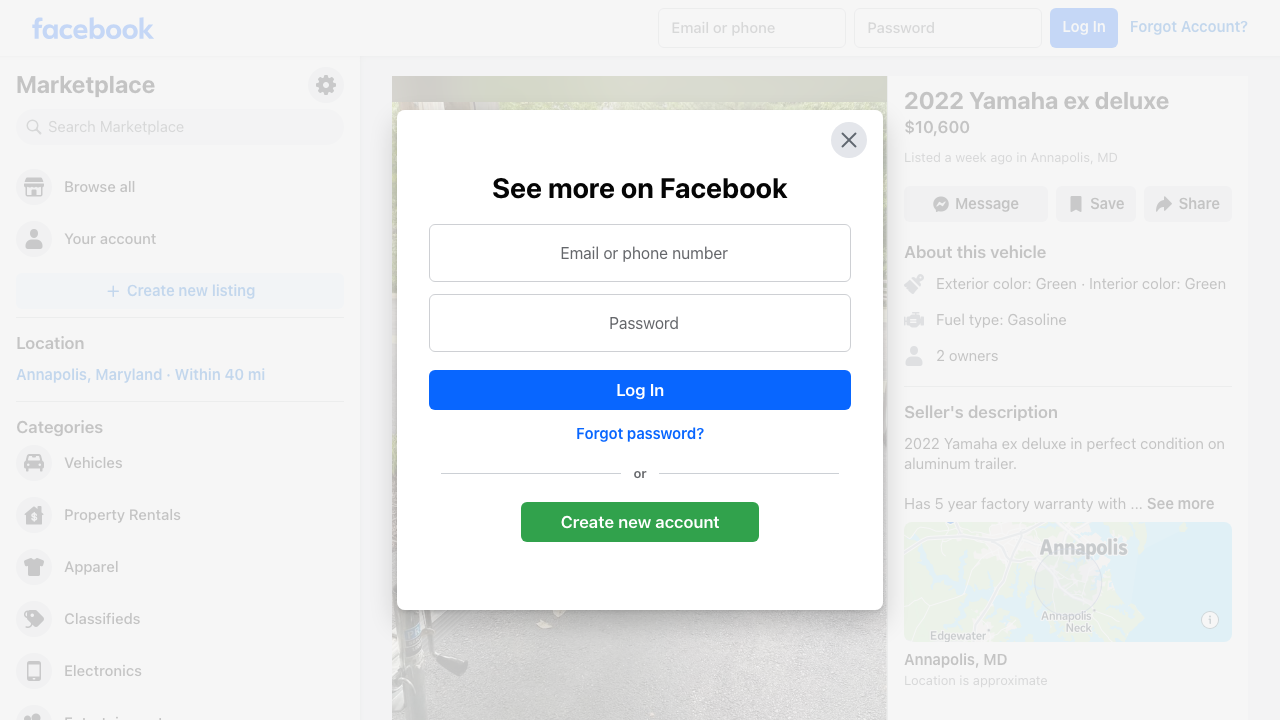 facebook
Email or phone
Password
Log In
Forgot Account?
Marketplace
Search Marketplace
Browse all
Your account
Create new listing
Location
Annapolis, Maryland · Within 40 mi
Categories
Vehicles
Property Rentals
Apparel
Classifieds
Electronics
See more on Facebook
Email or phone number
Password
Log In
Forgot password?
or
Create new account
2022 Yamaha ex deluxe
$10,600
Listed a week ago in Annapolis, MD
Message
Save
Share
About this vehicle
Exterior color: Green · Interior color: Green
Fuel type: Gasoline
2 owners
Seller's description
2022 Yamaha ex deluxe in perfect condition on
aluminum trailer.
Has 5 year factory warranty with ... See more
Annapolis
Annapolis
Neck
Edgewater
Annapolis, MD
Location is approximate